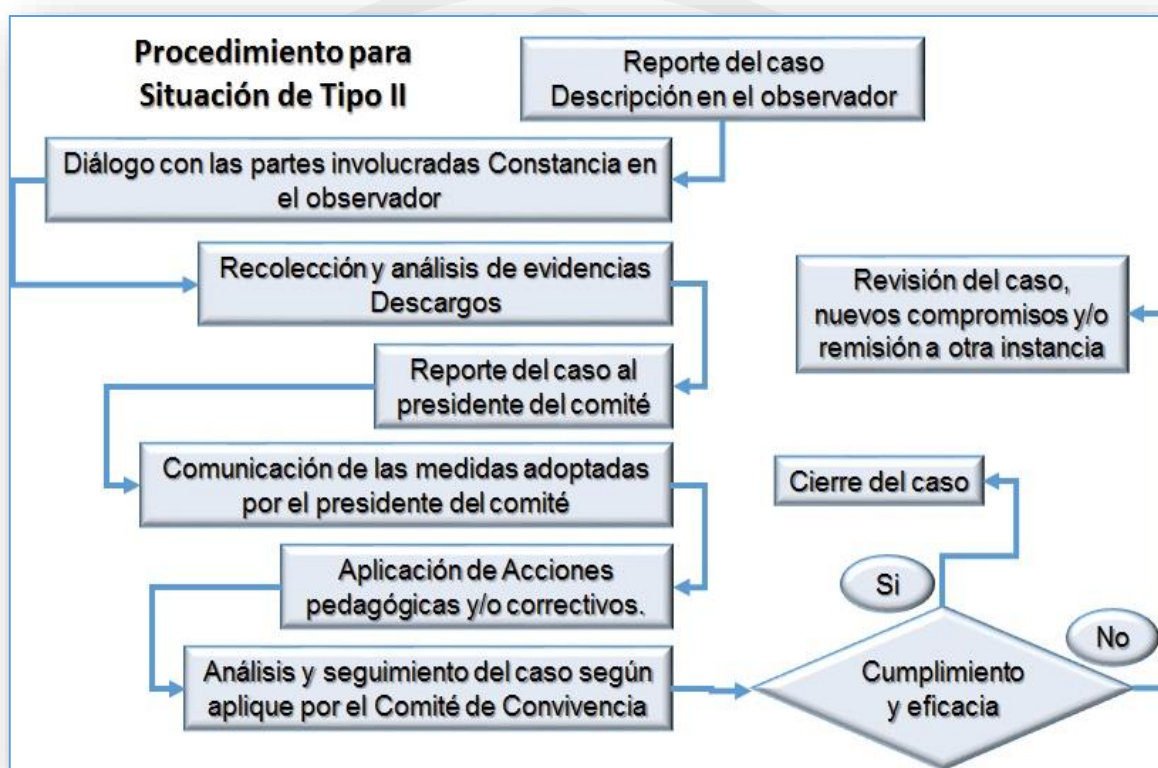 Procedimiento para
Situación de Tipo II
Reporte del caso
Descripción en el observador
Diálogo con las partes involucradas Constancia en
el observador
Recolección y análisis de evidencias
Descargos
Reporte del caso al
presidente del comité
Comunicación de las medidas adoptadas
por el presidente del comité
Aplicación de Acciones
pedagógicas y/o correctivos.
Análisis y seguimiento del caso según
aplique por el Comité de Convivencia
Cumplimiento
y eficacia
Si
Cierre del caso
No
Revisión del caso,
nuevos compromisos y/o
remisión a otra instancia